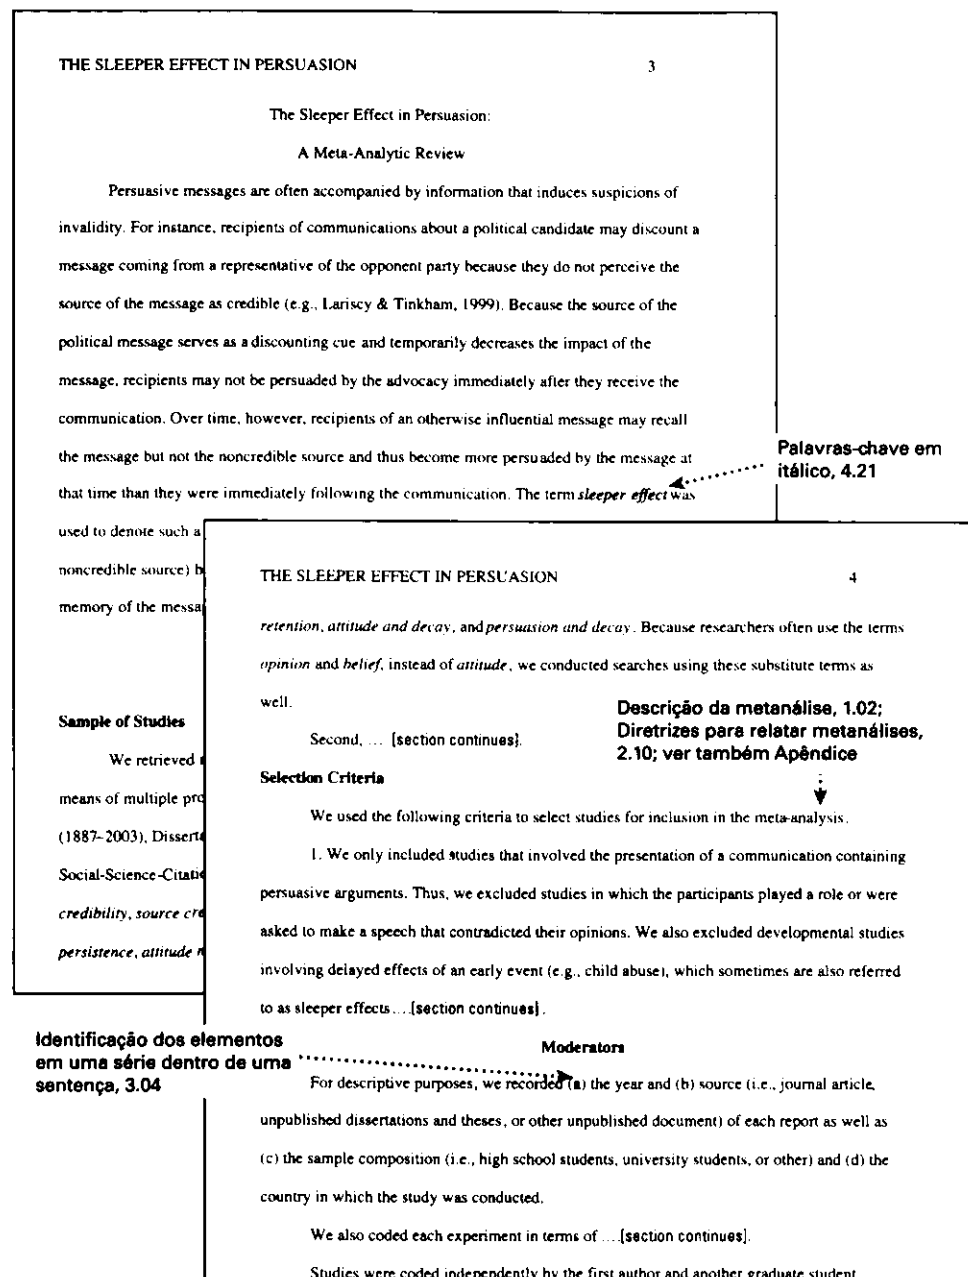 THE SLEEPER EFFECT IN PERSUASION 3
The Sleeper Effect in Persuasion:
A Meta-Analytic Review
Persuasive messages are often accompanied by information that induces suspicions of
invalidity. For instance, recipients of communications about a political candidate may discount a
message coming from a representative of the opponent party because they do not perceive the
source of the message as credible (e.g., Lariscy & Tinkham, 1999). Because the source of the
political message serves as a discounting cue and temporarily decreases the impact of the
message, recipients may not be persuaded by the advocacy immediately after they receive the
communication. Over time, however, recipients of an otherwise influential message may recall
the message but not the noncredible source and thus become more persuaded by the message at
that time than they were immediately following the communication. The term sleeper effect was
used to denote such a
noncredible source) b
memory of the messa
Sample of Studies
We retrieved
means of multiple pro
(1887–2003), Disserta
Social-Science-Citatio
credibility, source cre
persistence, attitude
Palavras-chave em
itálico, 4.21
THE SLEEPER EFFECT IN PERSUASION 4
retention, attitude and decay, and persuasion and decay. Because researchers often use the terms
opinion and belief, instead of attitude, we conducted searches using these substitute terms as
well.
Second, ... [section continues].
Descrição da metanálise, 1.02;
Diretrizes para relatar metanálises,
2.10; ver também Apêndice
Selection Criteria
We used the following criteria to select studies for inclusion in the meta-analysis.
1. We only included studies that involved the presentation of a communication containing
persuasive arguments. Thus, we excluded studies in which the participants played a role or were
asked to make a speech that contradicted their opinions. We also excluded developmental studies
involving delayed effects of an early event (e.g., child abuse), which sometimes are also referred
to as sleeper effects....[section continues].
Identificação dos elementos
em uma série dentro de uma
sentença, 3.04
Moderators
For descriptive purposes, we recorded (a) the year and (b) source (i.e., journal article,
unpublished dissertations and theses, or other unpublished document) of each report as well as
(c) the sample composition (i.e., high school students, university students, or other) and (d) the
country in which the study was conducted.
We also coded each experiment in terms of ....[section continues].
Studies were coded independently by the first author and another graduate student